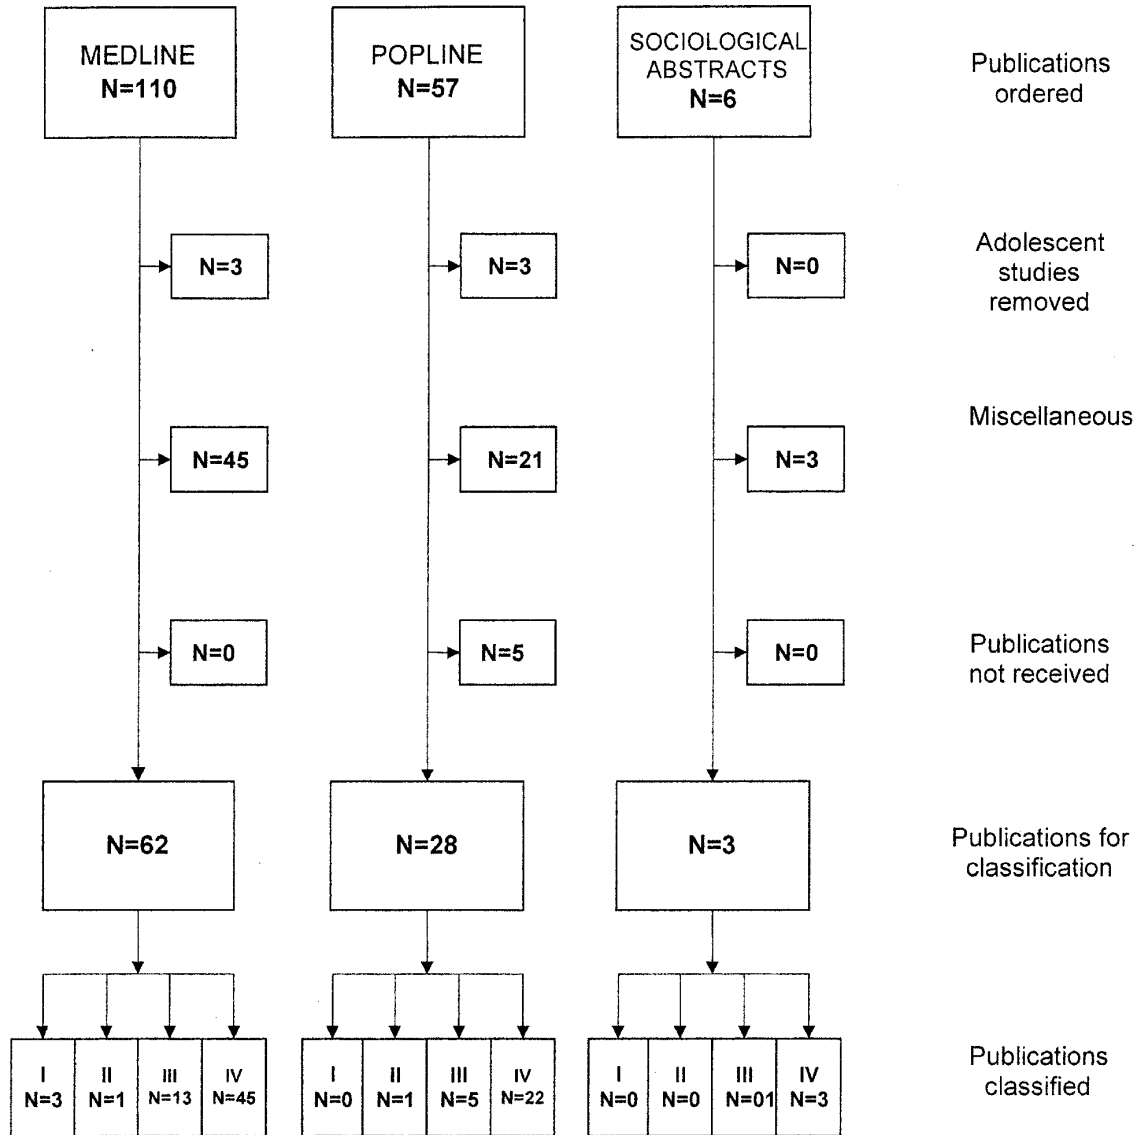 MEDLINE
N=110
POPLINE
N=57
SOCIOLOGICAL
ABSTRACTS
N=6
Publications
ordered
N=3
N=3
N=0
Adolescent
studies
removed
N=45
N=21
N=3
Miscellaneous
N=0
N=5
N=0
Publications
not received
N=62
N=28
N=3
Publications for
classification
I
N=3
II
N=1
III
N=13
IV
N=45
I
N=0
II
N=1
III
N=5
IV
N=22
I
N=0
II
N=0
III
N=01
IV
N=3
Publications
classified